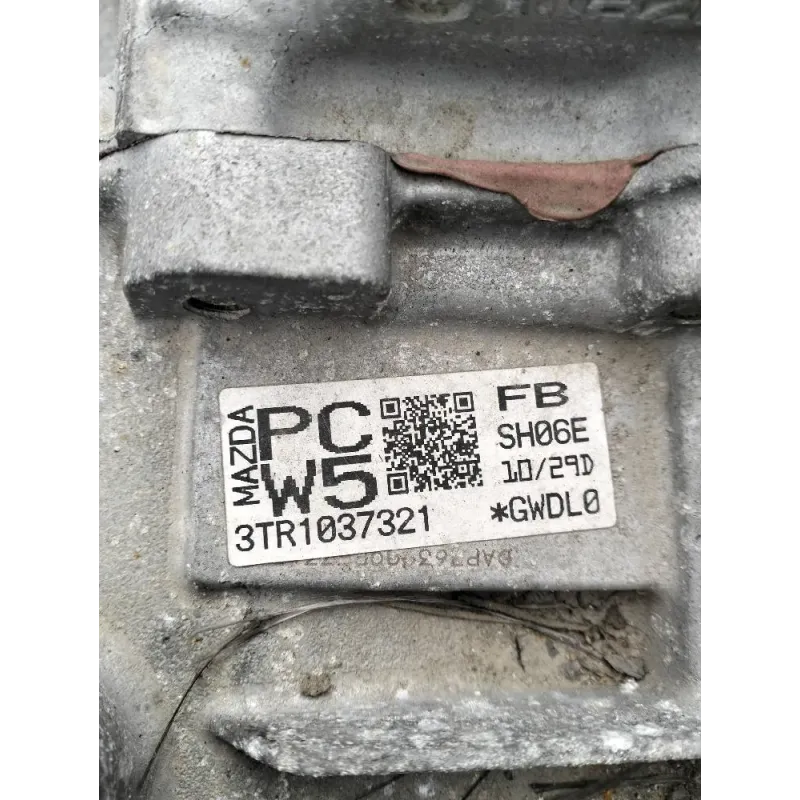 MAZDA
PC
W5
FB
SH06E
10/29D
3TR1037321
*GWDL0